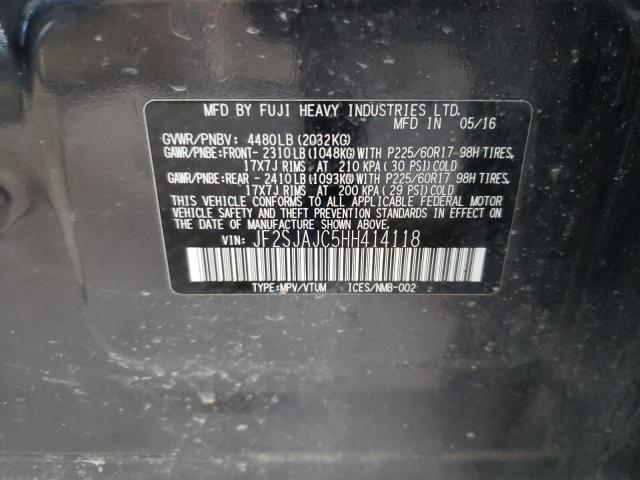 MFD BY FUJI HEAVY INDUSTRIES LTD.
MFD IN 05/16
GVWR/PNBV: 4480LB(2032KG)
GAWR/PNBE:FRONT-2310LB(1048KG)WITH P225/60R17-98H TIRES,
17X7J RIMS AT 210 KPA(30 PSI)COLD
GAWR/PNBE:REAR -2410LB(1093KG)WITH P225/60R17-98H TIRES,
17X7J RIMS AT 200 KPA(29 PSI)COLD
THIS VEHICLE CONFORMS TO ALL APPLICABLE FEDERAL MOTOR
VEHICLE SAFETY AND THEFT PREVENTION STANDARDS IN EFFECT ON
THE DATE OF MANUFACTURE SHOWN ABOVE.
VIN: JF2SJAJC5HH414118
TYPE:MPV/VTUM ICES/NMB-002